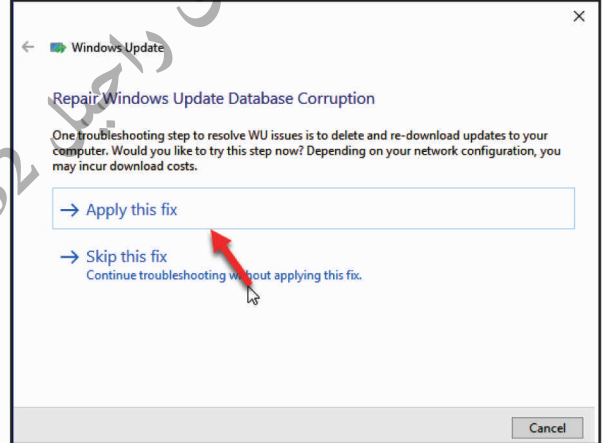 Windows Update
Repair Windows Update Database Corruption
One troubleshooting step to resolve WU issues is to delete and re-download updates to your
computer. Would you like to try this step now? Depending on your network configuration, you
may incur download costs.
Apply this fix
Skip this fix
Continue troubleshooting without applying this fix.
Cancel